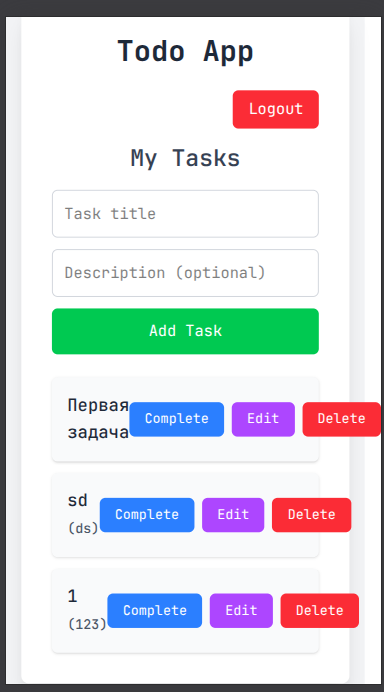 Todo App
Logout
My Tasks
Task title
Description (optional)
Add Task
Первая
задача
Complete Edit Delete
sd
(ds)
Complete Edit Delete
1
(123)
Complete Edit Delete